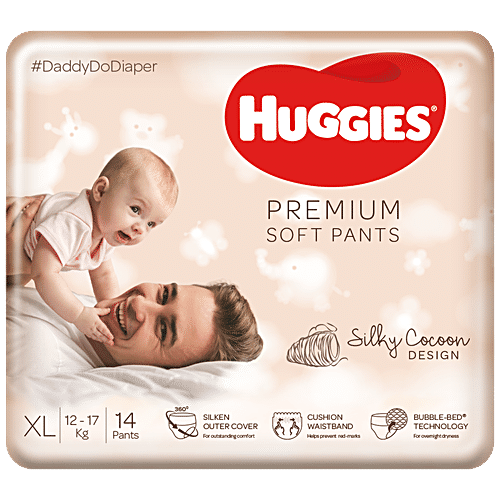 #DaddyDoDiaper
HUGGIES®
PREMIUM
SOFT PANTS
Silky Cocoon
DESIGN
XL
12-17
Kg
14
Pants
360°
SILKEN
OUTER COVER
For outstanding comfort
CUSHION
WAISTBAND
Helps prevent red-marks
BUBBLE-BED®
TECHNOLOGY
For overnight dryness